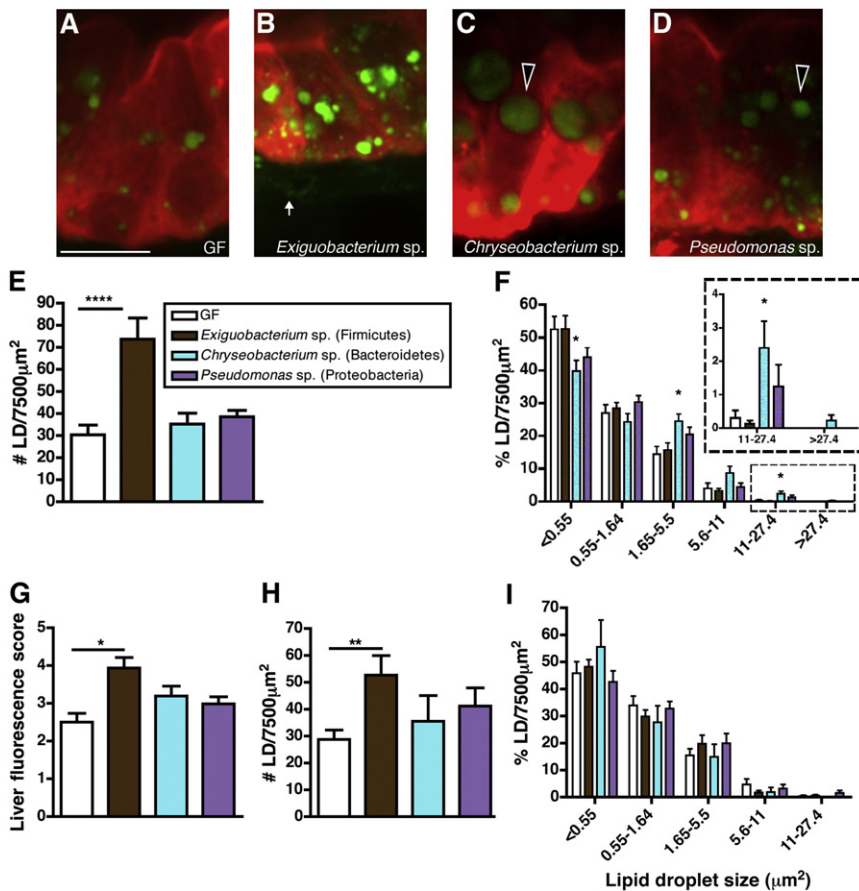 A
B
C
D
GF
Exiguobacterium sp.
Chryseobacterium sp.
Pseudomonas sp.
E
# LD/7500μm²
90
80
70
60
50
40
30
20
10
0
****
GF
Exiguobacterium sp. (Firmicutes)
Chryseobacterium sp. (Bacteroidetes)
Pseudomonas sp. (Proteobacteria)
F
% LD/7500μm²
60
50
40
30
20
10
0
*
*
*
<0.55
0.55-1.64
1.65-5.5
5.6-11
11-27.4
>27.4
4
3
2
1
0
*
11-27.4
>27.4
G
Liver fluorescence score
5
4
3
2
1
*
H
# LD/7500μm²
70
60
50
40
30
20
10
0
**
I
% LD/7500μm²
70
60
50
40
30
20
10
0
<0.55
0.55-1.64
1.65-5.5
5.6-11
11-27.4
Lipid droplet size (μm²)